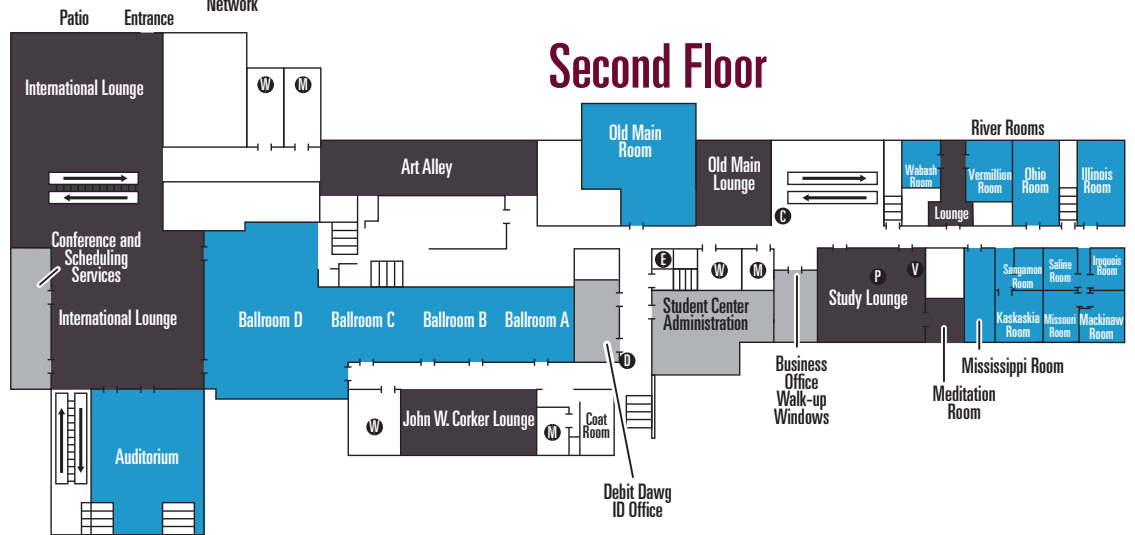 Network
Patio
Entrance
Second Floor
International Lounge
W
M
Art Alley
Old Main
Room
Old Main
Lounge
C
River Rooms
Wabash
Room
Vermillion
Room
Ohio
Room
Illinois
Room
Lounge
Conference and
Scheduling
Services
International Lounge
Ballroom D
Ballroom C
Ballroom B
Ballroom A
E
W
M
Student Center
Administration
D
P
V
Study Lounge
Sangamon
Room
Saline
Room
Iroquois
Room
Kaskaskia
Room
Missouri
Room
Mackinaw
Room
Mississippi Room
Meditation
Room
Business
Office
Walk-up
Windows
W
John W. Corker Lounge
M
Coat
Room
Auditorium
Debit Dawg
ID Office